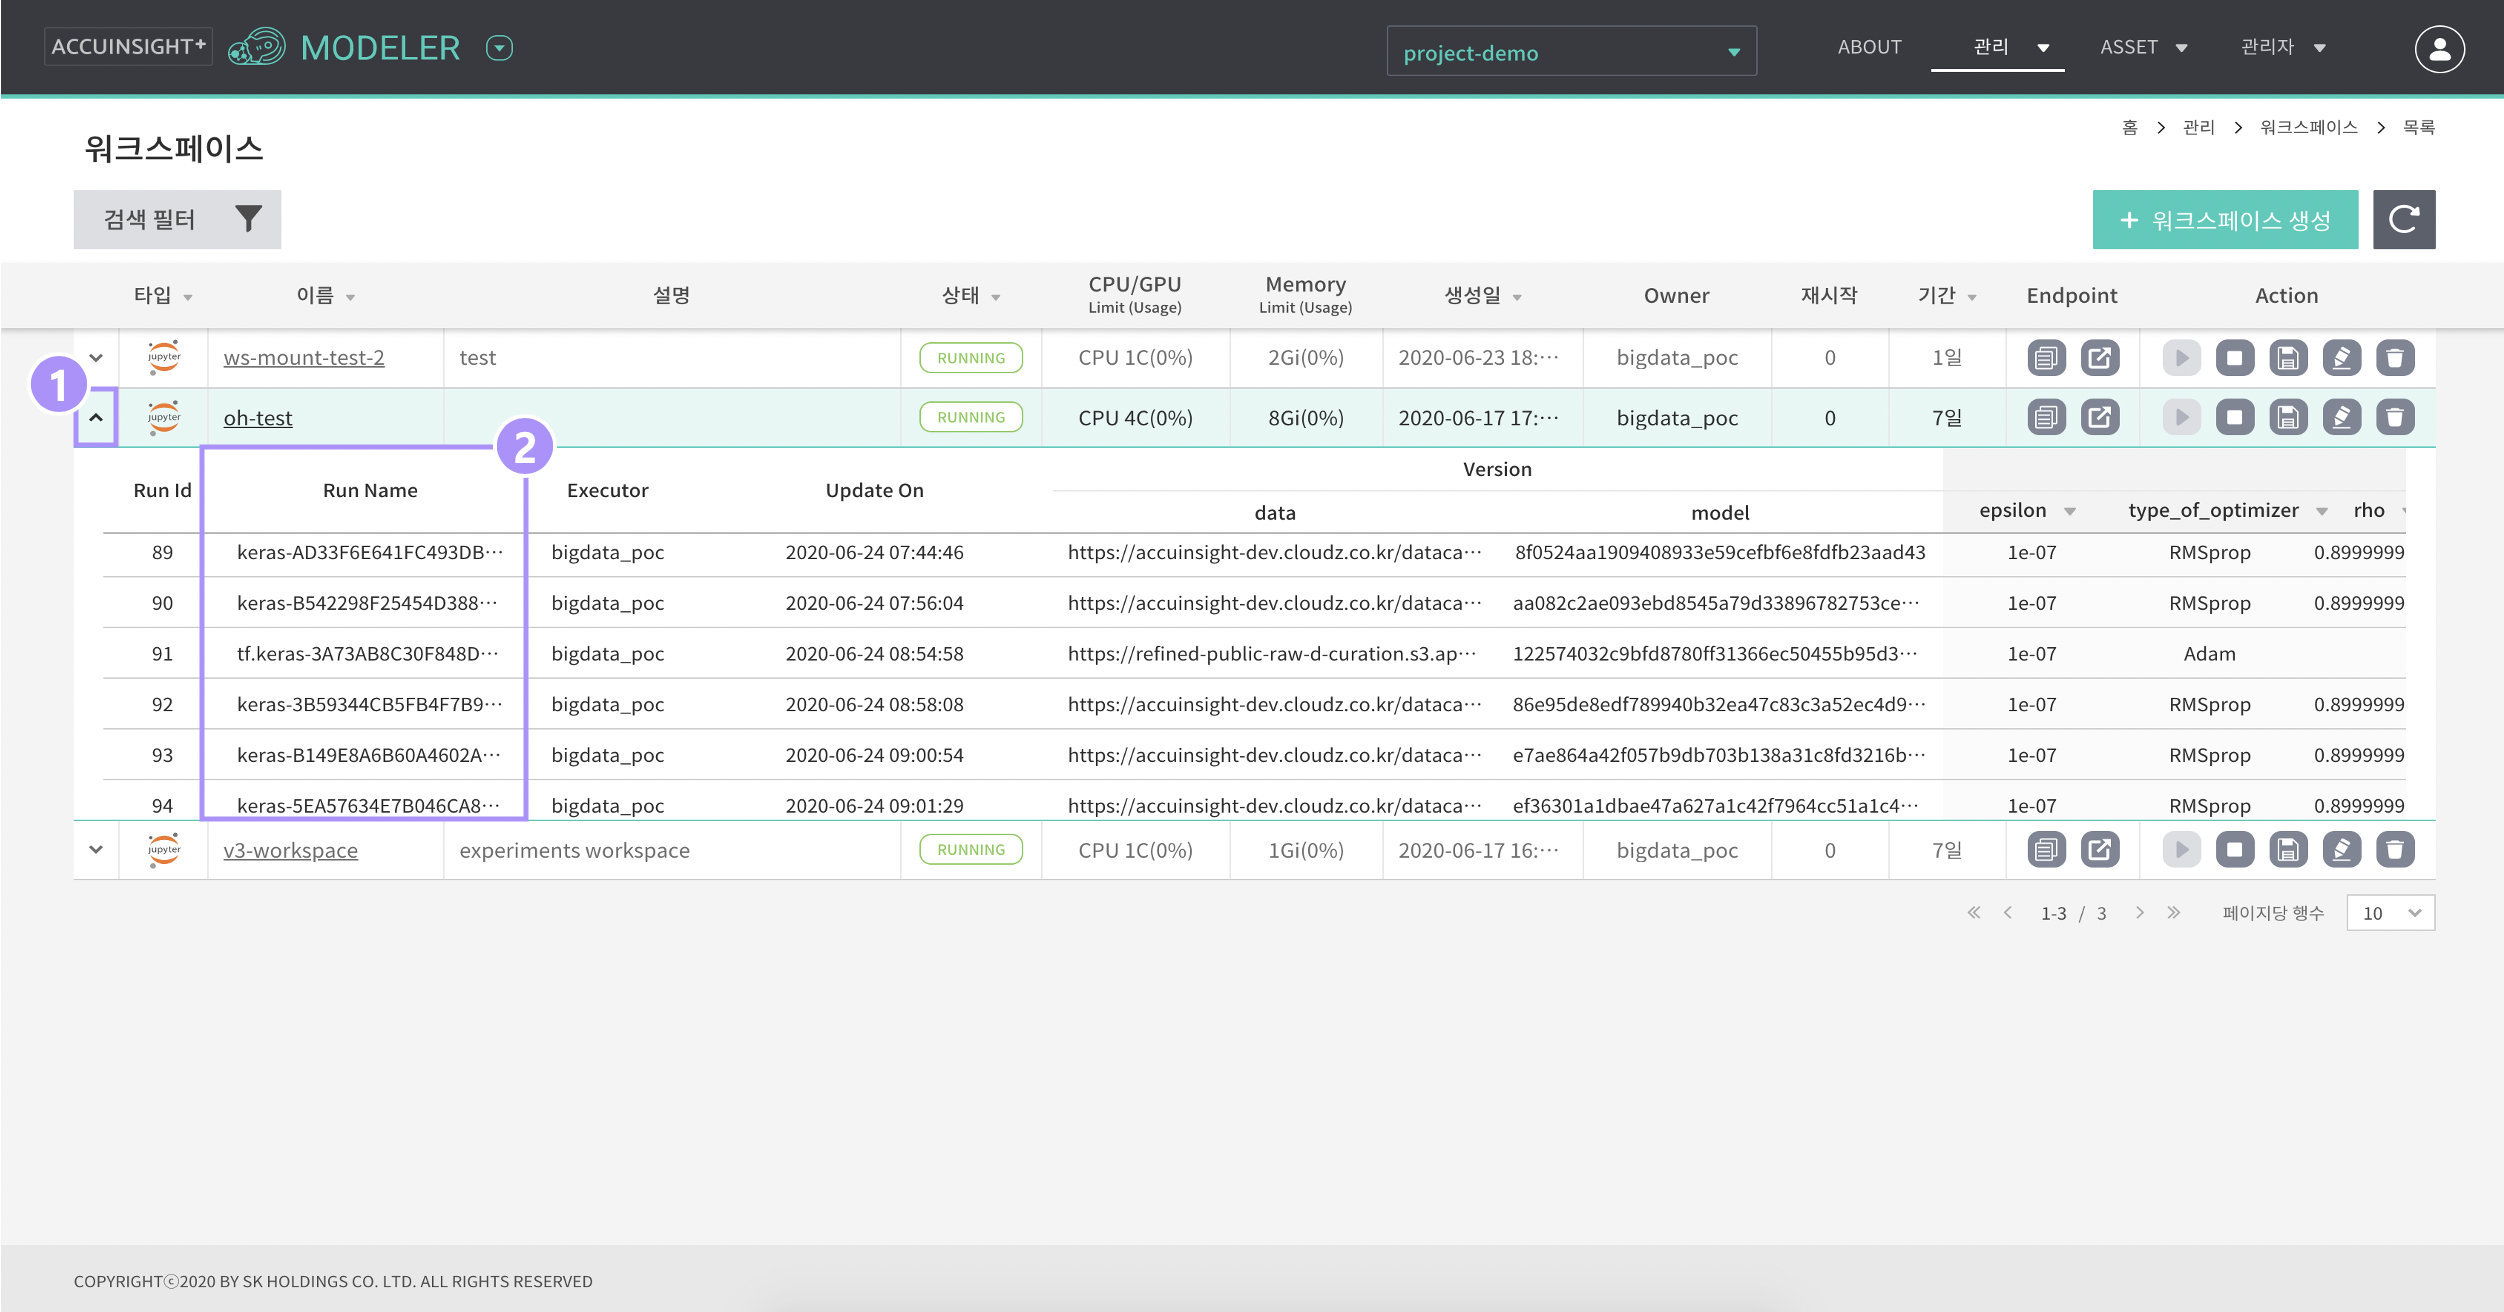 ACCUINSIGHT+ MODELER project-demo ABOUT 관리 ASSET 관리자
홈 > 관리 > 워크스페이스 > 목록
워크스페이스
검색 필터 + 워크스페이스 생성
타입 이름 설명 상태 CPU/GPU Limit (Usage) Memory Limit (Usage) 생성일 Owner 재시작 기간 Endpoint Action
jupyter ws-mount-test-2 test RUNNING CPU 1C(0%) 2Gi(0%) 2020-06-23 18:⋯ bigdata_poc 0 1일
1
jupyter oh-test RUNNING CPU 4C(0%) 8Gi(0%) 2020-06-17 17:⋯ bigdata_poc 0 7일
2
Version
Run Id Run Name Executor Update On data model epsilon type_of_optimizer rho
89 keras-AD33F6E641FC493DB⋯ bigdata_poc 2020-06-24 07:44:46 https://accuinsight-dev.cloudz.co.kr/dataca⋯ 8f0524aa1909408933e59cefbf6e8fdfb23aad43 1e-07 RMSprop 0.8999999
90 keras-B542298F25454D388⋯ bigdata_poc 2020-06-24 07:56:04 https://accuinsight-dev.cloudz.co.kr/dataca⋯ aa082c2ae093ebd8545a79d33896782753ce⋯ 1e-07 RMSprop 0.8999999
91 tf.keras-3A73AB8C30F848D⋯ bigdata_poc 2020-06-24 08:54:58 https://refined-public-raw-d-curation.s3.ap⋯ 122574032c9bfd8780ff31366ec50455b95d3⋯ 1e-07 Adam
92 keras-3B59344CB5FB4F7B9⋯ bigdata_poc 2020-06-24 08:58:08 https://accuinsight-dev.cloudz.co.kr/dataca⋯ 86e95de8edf789940b32ea47c83c3a52ec4d9⋯ 1e-07 RMSprop 0.8999999
93 keras-B149E8A6B60A4602A⋯ bigdata_poc 2020-06-24 09:00:54 https://accuinsight-dev.cloudz.co.kr/dataca⋯ e7ae864a42f057b9db703b138a31c8fd3216b⋯ 1e-07 RMSprop 0.8999999
94 keras-5EA57634E7B046CA8⋯ bigdata_poc 2020-06-24 09:01:29 https://accuinsight-dev.cloudz.co.kr/dataca⋯ ef36301a1dbae47a627a1c42f7964cc51a1c4⋯ 1e-07 RMSprop 0.8999999
jupyter v3-workspace experiments workspace RUNNING CPU 1C(0%) 1Gi(0%) 2020-06-17 16:⋯ bigdata_poc 0 7일
1-3 / 3 페이지당 행수 10
COPYRIGHTⓒ2020 BY SK HOLDINGS CO. LTD. ALL RIGHTS RESERVED